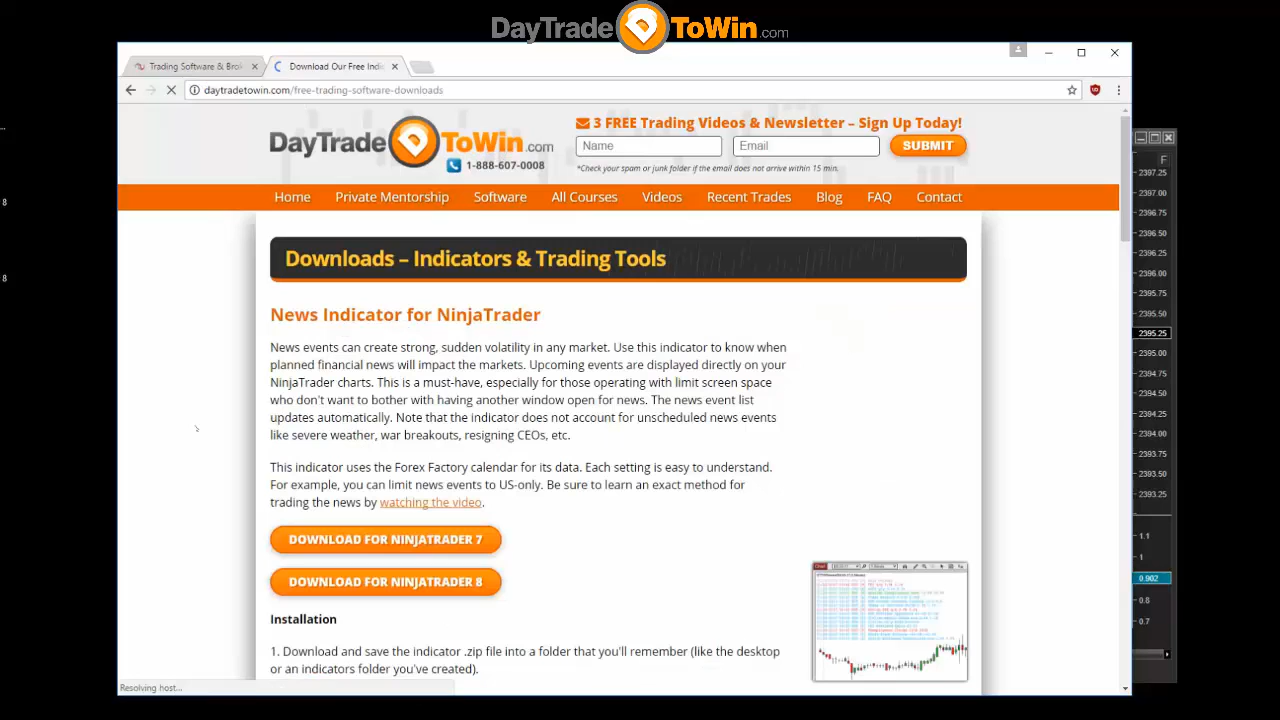 DayTradeToWin.com
Trading Software & Brok
Download Our Free Indi
daytradetowin.com/free-trading-software-downloads
DayTradeToWin.com
1-888-607-0008
3 FREE Trading Videos & Newsletter – Sign Up Today!
Name
Email
SUBMIT
*Check your spam or junk folder if the email does not arrive within 15 min.
Home
Private Mentorship
Software
All Courses
Videos
Recent Trades
Blog
FAQ
Contact
Downloads – Indicators & Trading Tools
News Indicator for NinjaTrader
News events can create strong, sudden volatility in any market. Use this indicator to know when
planned financial news will impact the markets. Upcoming events are displayed directly on your
NinjaTrader charts. This is a must-have, especially for those operating with limit screen space
who don't want to bother with having another window open for news. The news event list
updates automatically. Note that the indicator does not account for unscheduled news events
like severe weather, war breakouts, resigning CEOs, etc.
This indicator uses the Forex Factory calendar for its data. Each setting is easy to understand.
For example, you can limit news events to US-only. Be sure to learn an exact method for
trading the news by watching the video.
DOWNLOAD FOR NINJATRADER 7
DOWNLOAD FOR NINJATRADER 8
Installation
1. Download and save the indicator .zip file into a folder that you'll remember (like the desktop
or an indicators folder you've created).
Resolving host...
F
2397.25
2397.00
2396.75
2396.50
2396.25
2396.00
2395.75
2395.50
2395.25
2395.00
2394.75
2394.50
2394.25
2394.00
2393.75
2393.50
2393.25
1.1
1
0.902
0.8
0.7
8
8